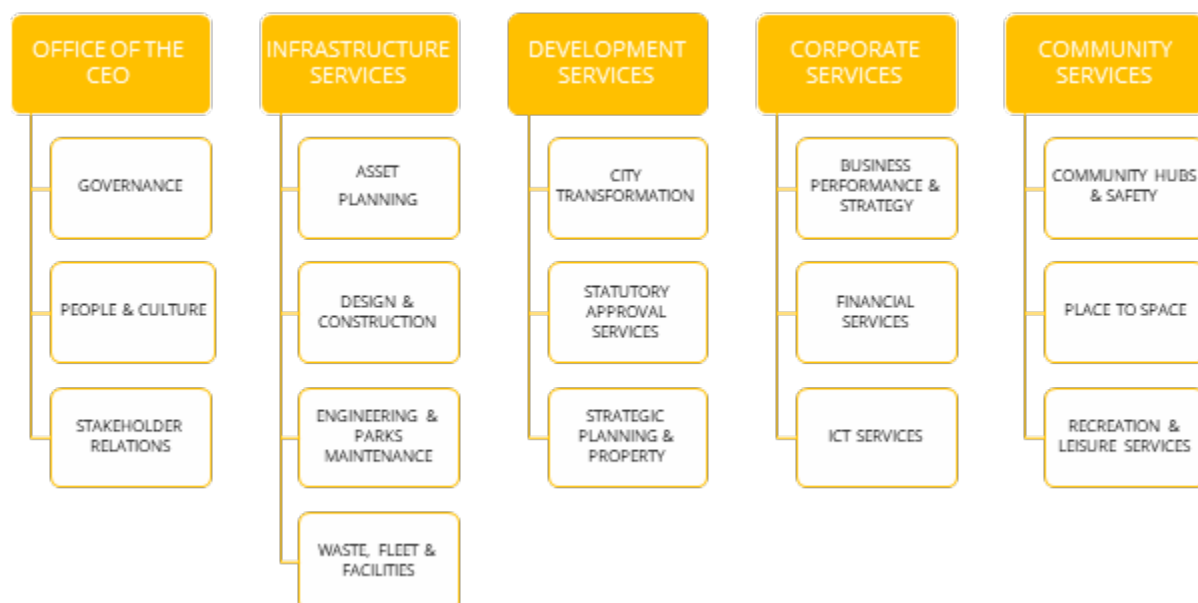 OFFICE OF THE
CEO
GOVERNANCE
PEOPLE & CULTURE
STAKEHOLDER
RELATIONS
INFRASTRUCTURE
SERVICES
ASSET
PLANNING
DESIGN &
CONSTRUCTION
ENGINEERING &
PARKS
MAINTENANCE
WASTE, FLEET &
FACILITIES
DEVELOPMENT
SERVICES
CITY
TRANSFORMATION
STATUTORY
APPROVAL
SERVICES
STRATEGIC
PLANNING &
PROPERTY
CORPORATE
SERVICES
BUSINESS
PERFORMANCE &
STRATEGY
FINANCIAL
SERVICES
ICT SERVICES
COMMUNITY
SERVICES
COMMUNITY HUBS
& SAFETY
PLACE TO SPACE
RECREATION &
LEISURE SERVICES